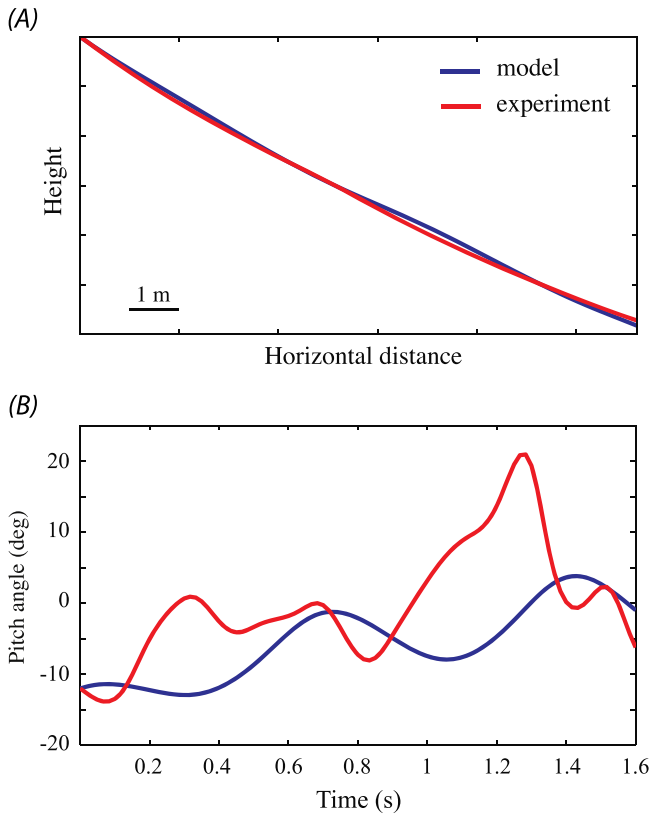 (A)
model
experiment
Height
1 m
Horizontal distance
(B)
20
10
0
-10
-20
Pitch angle (deg)
0.2 0.4 0.6 0.8 1 1.2 1.4 1.6
Time (s)